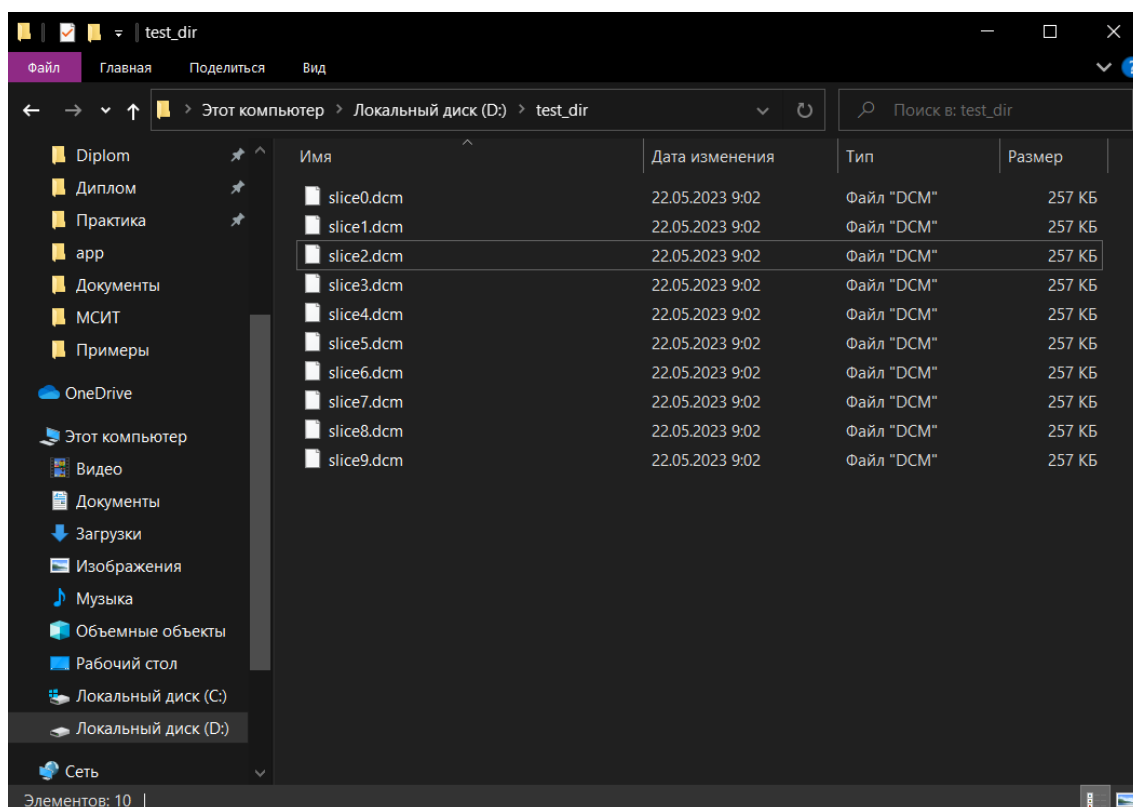 test_dir
Файл Главная Поделиться Вид
Этот компьютер > Локальный диск (D:) > test_dir
Поиск в: test_dir
Diplom
Диплом
Практика
app
Документы
МСИТ
Примеры
OneDrive
Этот компьютер
Видео
Документы
Загрузки
Изображения
Музыка
Объемные объекты
Рабочий стол
Локальный диск (C:)
Локальный диск (D:)
Сеть
Имя Дата изменения Тип Размер
slice0.dcm 22.05.2023 9:02 Файл "DCM" 257 КБ
slice1.dcm 22.05.2023 9:02 Файл "DCM" 257 КБ
slice2.dcm 22.05.2023 9:02 Файл "DCM" 257 КБ
slice3.dcm 22.05.2023 9:02 Файл "DCM" 257 КБ
slice4.dcm 22.05.2023 9:02 Файл "DCM" 257 КБ
slice5.dcm 22.05.2023 9:02 Файл "DCM" 257 КБ
slice6.dcm 22.05.2023 9:02 Файл "DCM" 257 КБ
slice7.dcm 22.05.2023 9:02 Файл "DCM" 257 КБ
slice8.dcm 22.05.2023 9:02 Файл "DCM" 257 КБ
slice9.dcm 22.05.2023 9:02 Файл "DCM" 257 КБ
Элементов: 10